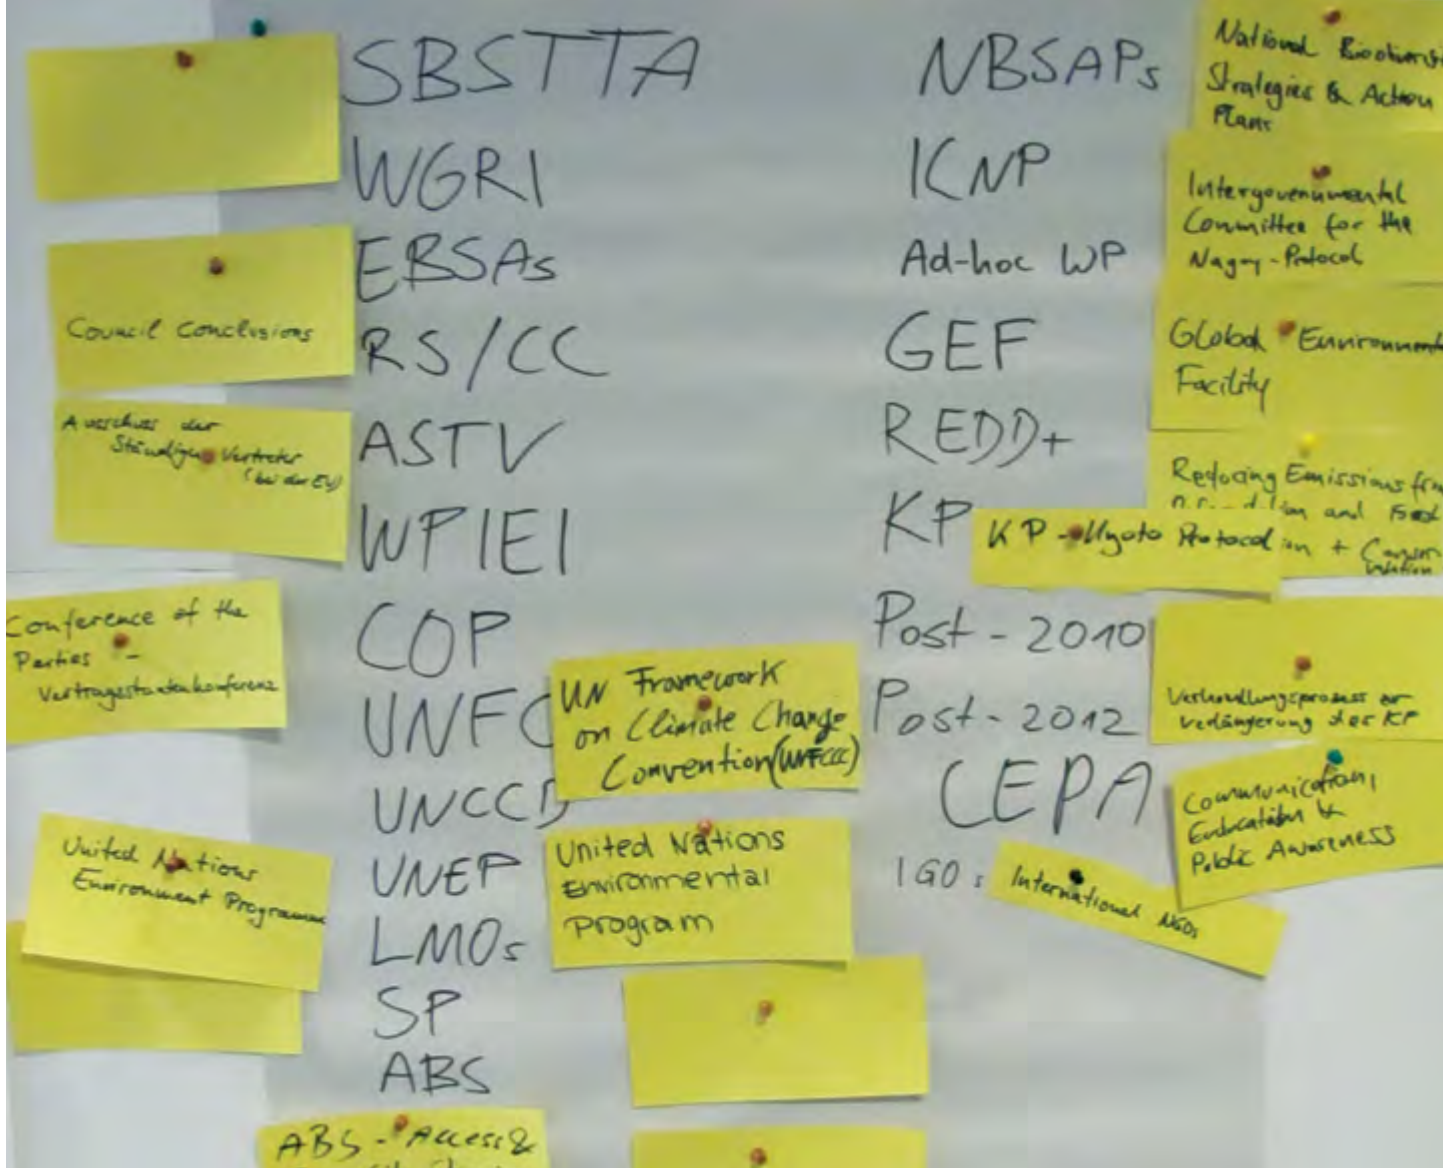 SBSTTA
WGRI
EBSAs
Council Conclusions
RS/CC
Ausschuss der
Ständigen Vertreter
(bei der EU)
ASTV
WPIEI
Conference of the
Parties -
Vertragsstaatenkonferenz
COP
UNFC
UN Framework
on Climate Change
Convention (UNFCCC)
UNCCD
United Nations
Environment Programme
UNEP
United Nations
Environmental
Program
LMOs
SP
ABS
ABS - Access &
NBSAPs
National
Strategies & Action
Plans
ICNP
Intergovernmental
Committee for the
Nagoy-Protocol
Ad-hoc WP
GEF
Global
Facility
REDD+
Reducing Emissions
and
KP
KP - Kyoto Protocol
+
Post - 2010
Post - 2012
Verhandlungsprozess zur
Verlängerung des KP
CEPA
Communication,
Education &
Public Awareness
IGOs
International NGOs